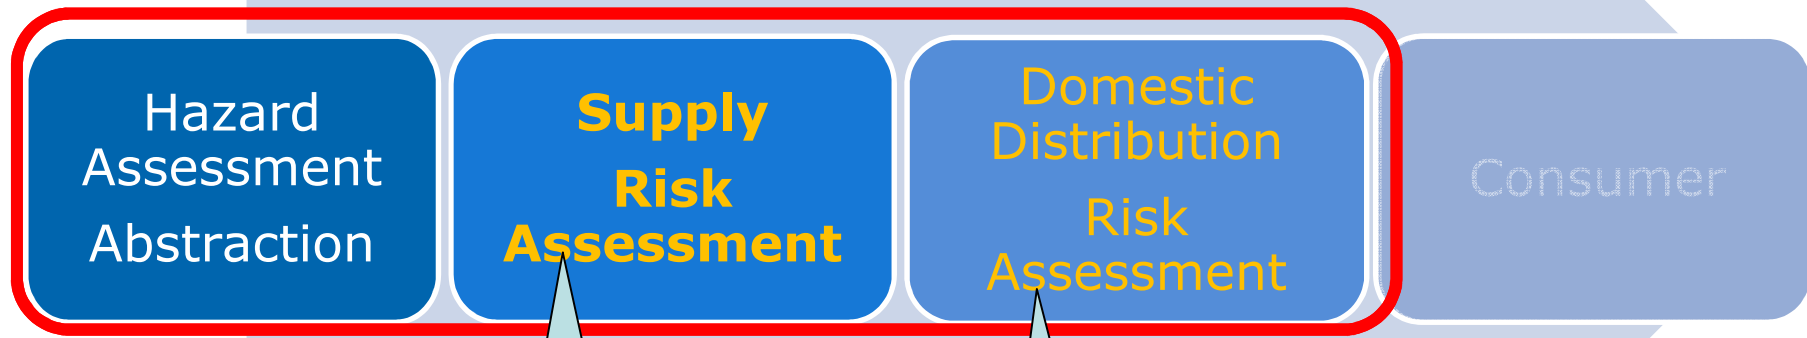 Hazard
Assessment
Abstraction
Supply
Risk
Assessment
Domestic
Distribution
Risk
Assessment
Consumer